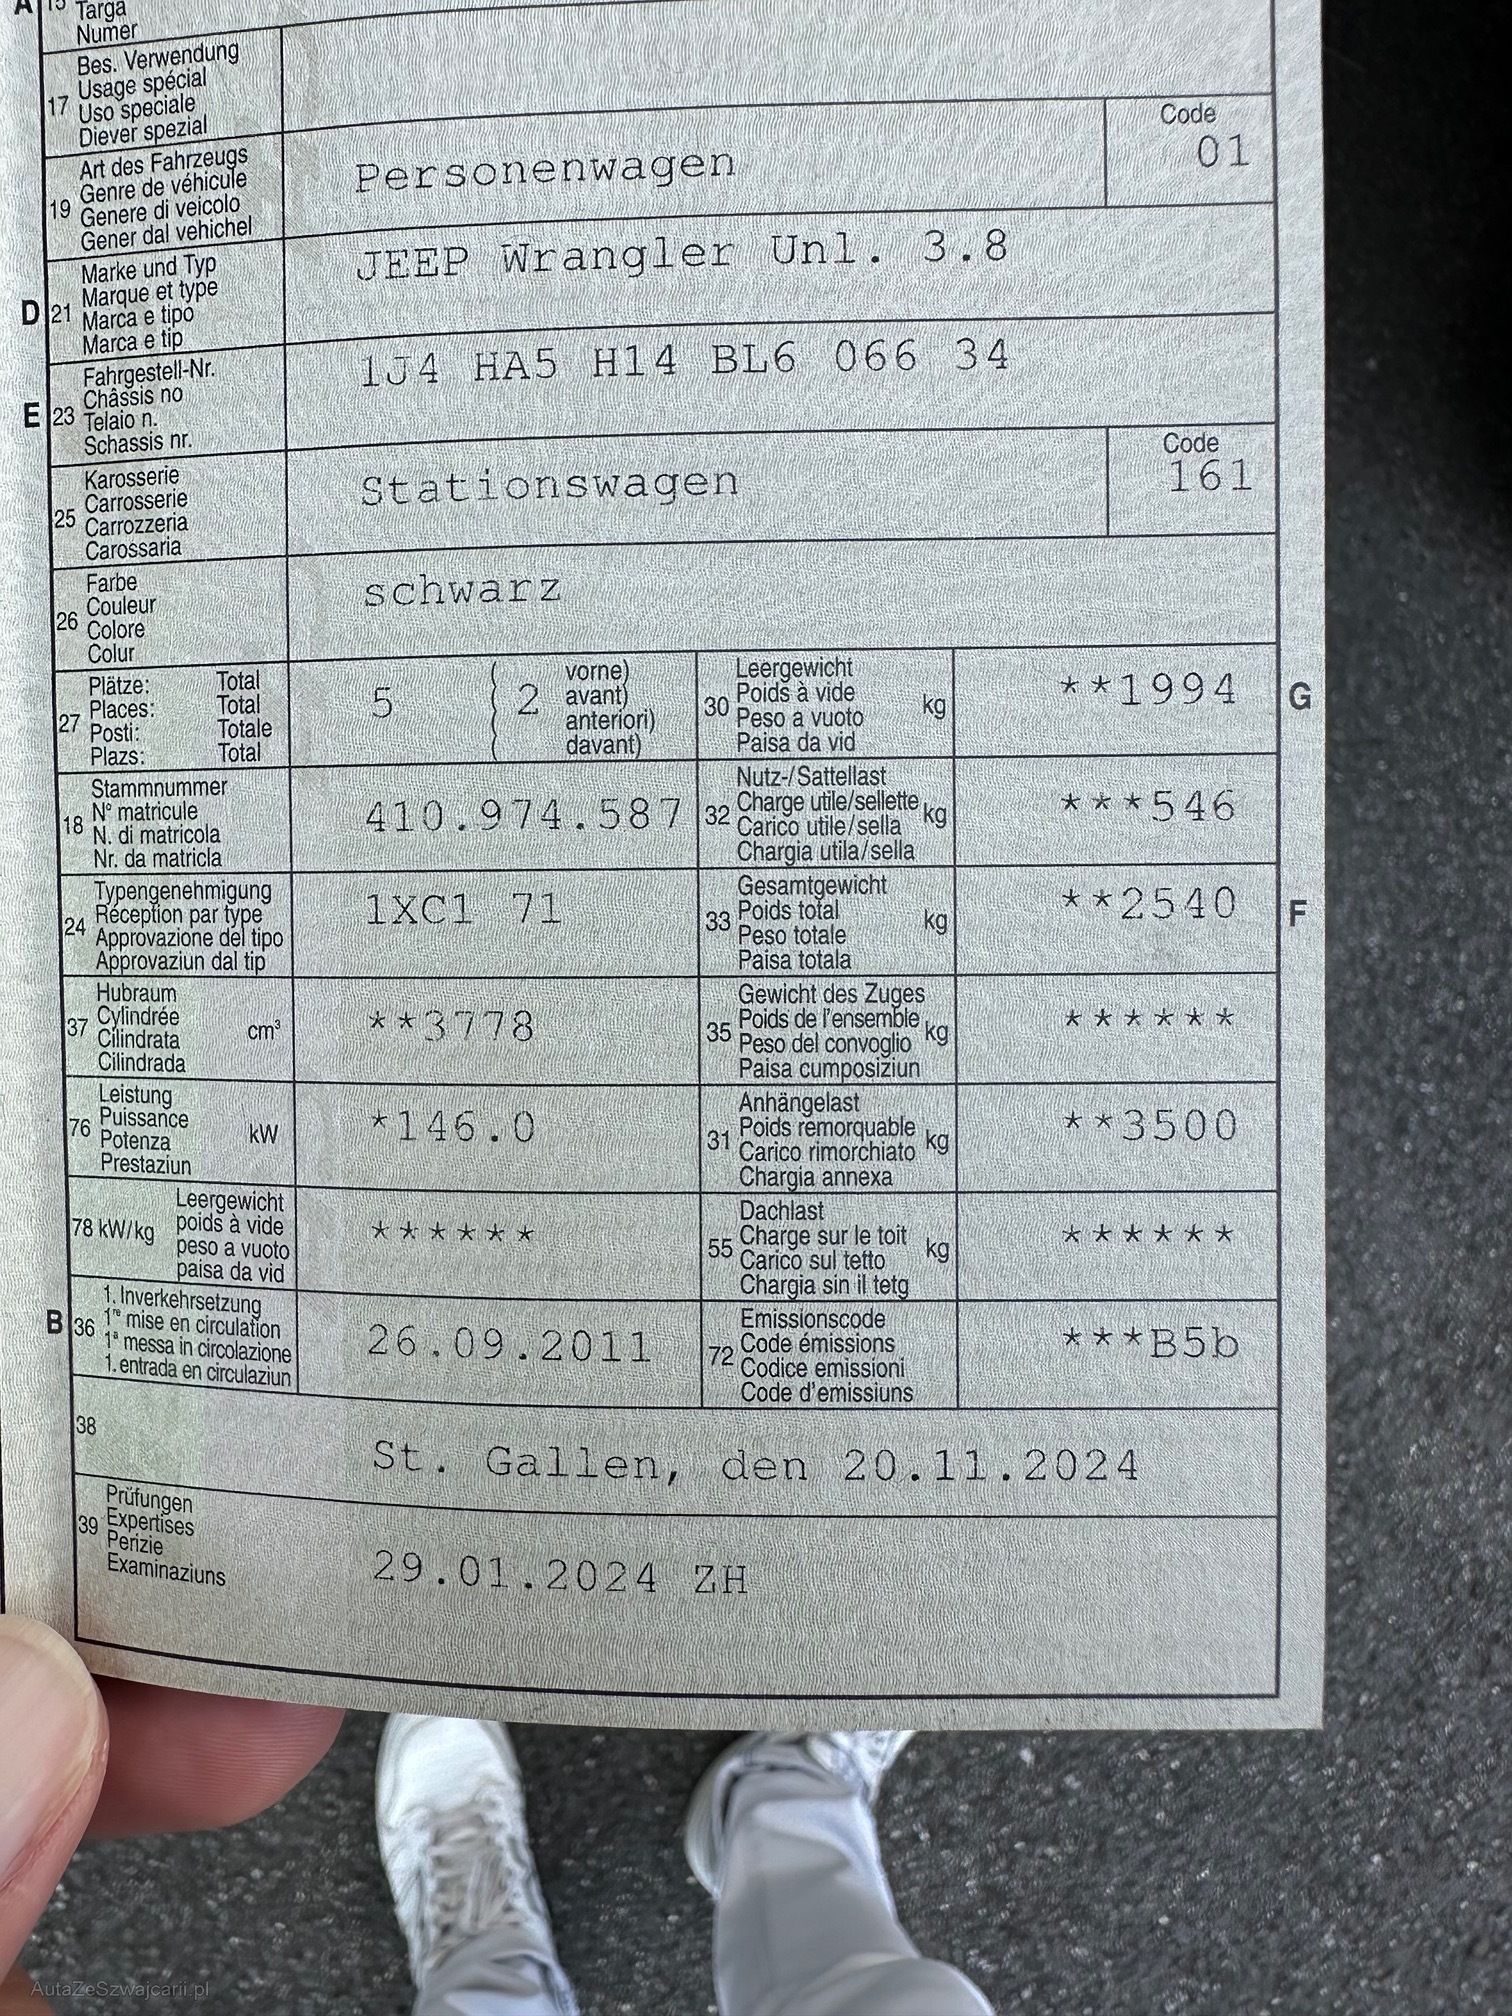 A 15 Targa
Numer
17 Bes. Verwendung
Usage spécial
Uso speciale
Diever spezial
19 Art des Fahrzeugs
Genre de véhicule
Genere di veicolo
Gener dal vehichel
Personenwagen
Code
01
D 21 Marke und Typ
Marque et type
Marca e tipo
Marca e tip
JEEP Wrangler Unl. 3.8
E 23 Fahrgestell-Nr.
Châssis no
Telaio n.
Schassis nr.
1J4 HA5 H14 BL6 066 34
25 Karosserie
Carrosserie
Carrozzeria
Carossaria
Stationswagen
Code
161
26 Farbe
Couleur
Colore
Colur
schwarz
27 Plätze: Total
Places: Total
Posti: Totale
Plazs: Total
5 ( 2 vorne)
avant)
anteriori)
davant)
30 Leergewicht
Poids à vide
Peso a vuoto
Paisa da vid
kg
**1994 G
18 Stammnummer
N° matricule
N. di matricola
Nr. da matricla
410.974.587
32 Nutz-/Sattellast
Charge utile/sellette
Carico utile/sella
Chargia utila/sella
kg
***546
24 Typengenehmigung
Réception par type
Approvazione del tipo
Approvaziun dal tip
1XC1 71
33 Gesamtgewicht
Poids total
Peso totale
Paisa totala
kg
**2540 F
37 Hubraum
Cylindrée
Cilindrata
Cilindrada
cm³
**3778
35 Gewicht des Zuges
Poids de l'ensemble
Peso del convoglio
Paisa cumposiziun
kg
******
76 Leistung
Puissance
Potenza
Prestaziun
kW
*146.0
31 Anhängelast
Poids remorquable
Carico rimorchiato
Chargia annexa
kg
**3500
78 kW/kg Leergewicht
poids à vide
peso a vuoto
paisa da vid
******
55 Dachlast
Charge sur le toit
Carico sul tetto
Chargia sin il tetg
kg
******
B 36 1. Inverkehrsetzung
1re mise en circulation
1a messa in circolazione
1. entrada en circulaziun
26.09.2011
72 Emissionscode
Code émissions
Codice emissioni
Code d'emissiuns
***B5b
38
St. Gallen, den 20.11.2024
39 Prüfungen
Expertises
Perizie
Examinaziuns
29.01.2024 ZH
AutaZeSzwajcarii.pl